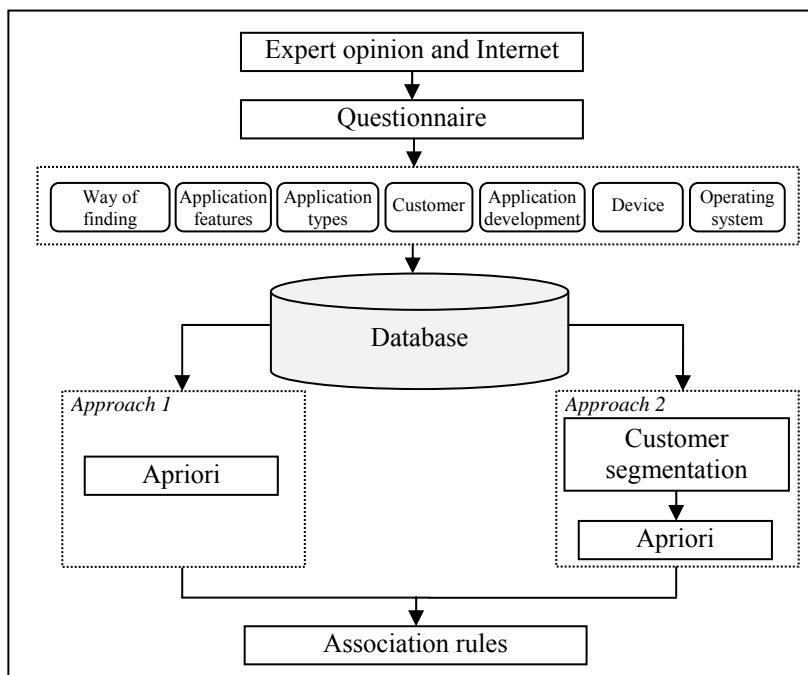 Expert opinion and Internet
Questionnaire
Way of
finding
Application
features
Application
types
Customer
Application
development
Device
Operating
system
Database
Approach 1
Apriori
Approach 2
Customer
segmentation
Apriori
Association rules